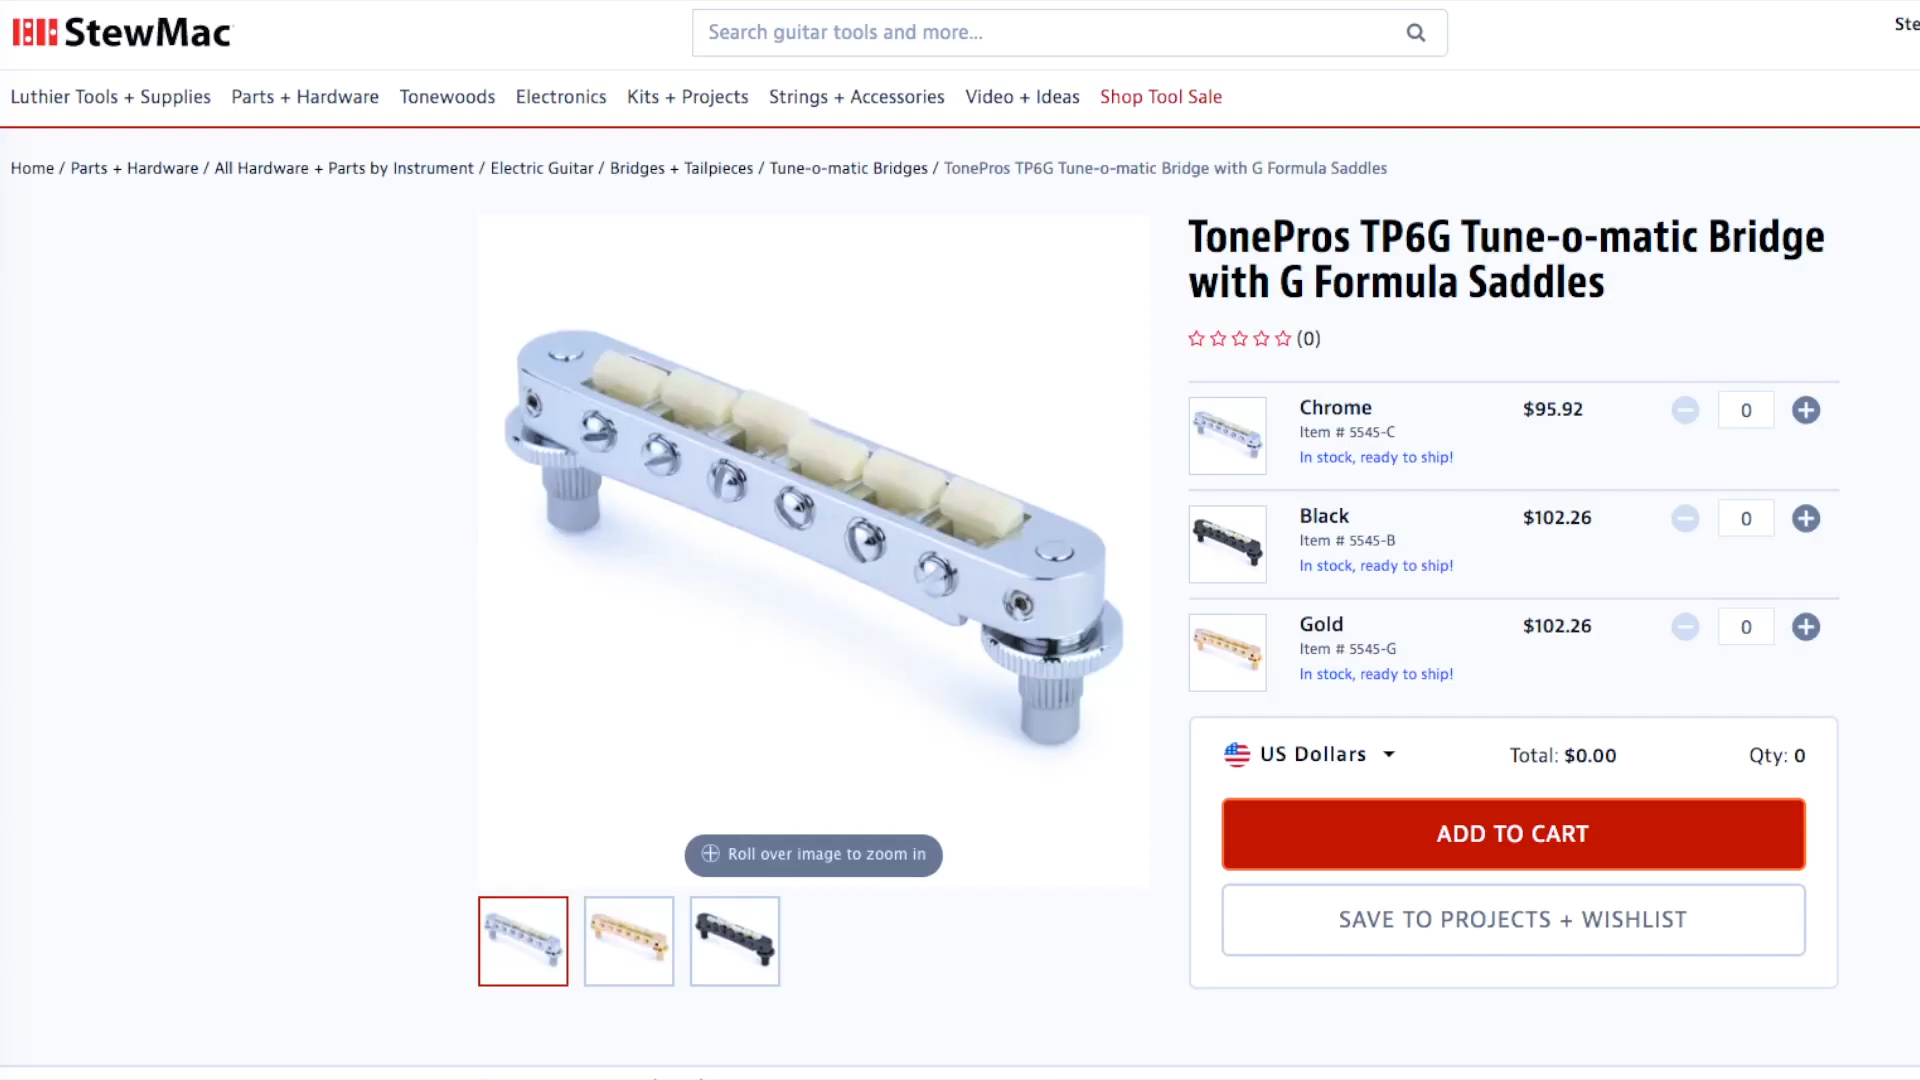 StewMac
Search guitar tools and more...
Ste
Luthier Tools + Supplies Parts + Hardware Tonewoods Electronics Kits + Projects Strings + Accessories Video + Ideas Shop Tool Sale
Home / Parts + Hardware / All Hardware + Parts by Instrument / Electric Guitar / Bridges + Tailpieces / Tune-o-matic Bridges / TonePros TP6G Tune-o-matic Bridge with G Formula Saddles
TonePros TP6G Tune-o-matic Bridge
with G Formula Saddles
(0)
Chrome $95.92 0
Item # 5545-C
In stock, ready to ship!
Black $102.26 0
Item # 5545-B
In stock, ready to ship!
Gold $102.26 0
Item # 5545-G
In stock, ready to ship!
US Dollars Total: $0.00 Qty: 0
ADD TO CART
SAVE TO PROJECTS + WISHLIST
Roll over image to zoom in